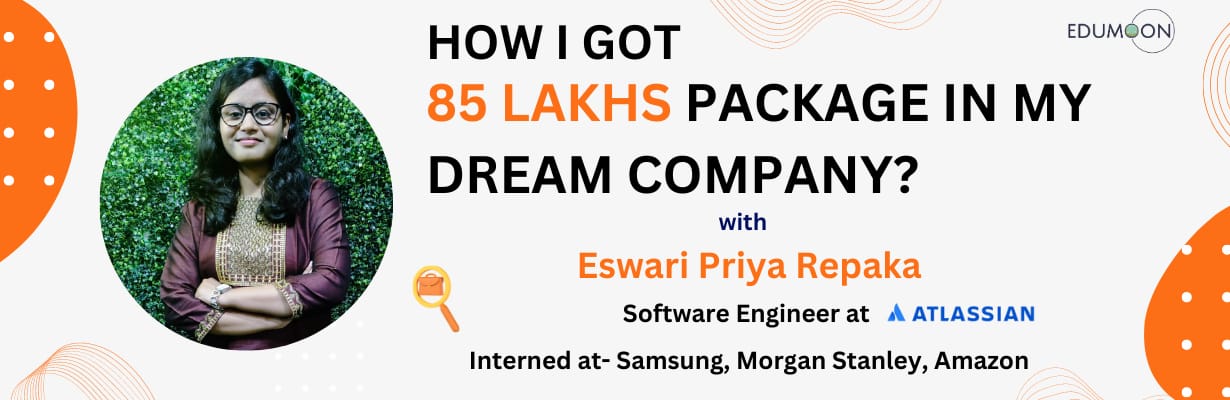 EDUMOON
HOW I GOT
85 LAKHS PACKAGE IN MY
DREAM COMPANY?
with
Eswari Priya Repaka
Software Engineer at ATLASSIAN
Interned at- Samsung, Morgan Stanley, Amazon